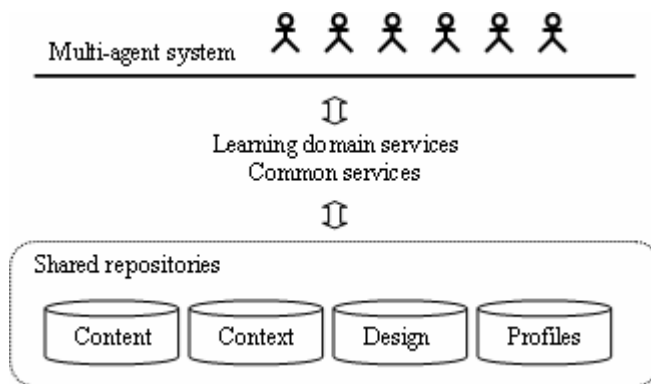 Multi-agent system
Learning domain services
Common services
Shared repositories
Content Context Design Profiles